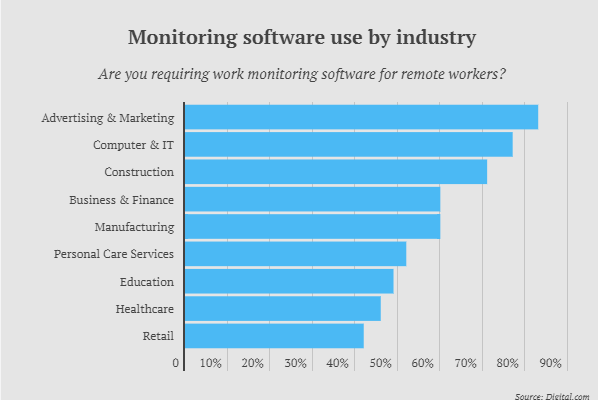 Monitoring software use by industry
Are you requiring work monitoring software for remote workers?
Advertising & Marketing
Computer & IT
Construction
Business & Finance
Manufacturing
Personal Care Services
Education
Healthcare
Retail
0 10% 20% 30% 40% 50% 60% 70% 80% 90%
Source: Digital.com